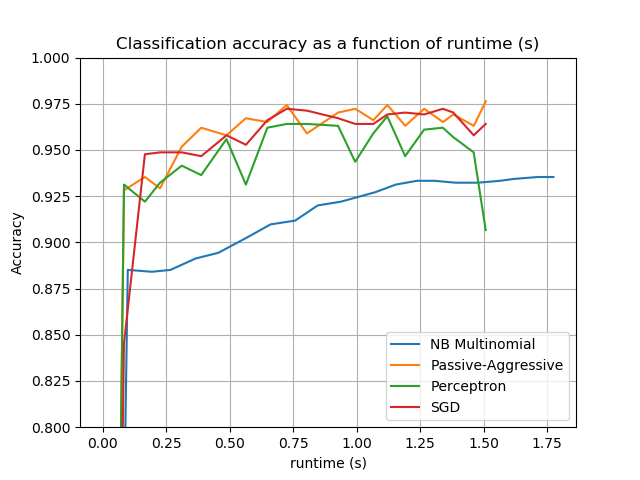 Classification accuracy as a function of runtime (s)
1.000
0.975
0.950
0.925
0.900
0.875
0.850
0.825
0.800
Accuracy
NB Multinomial
Passive-Aggressive
Perceptron
SGD
0.00 0.25 0.50 0.75 1.00 1.25 1.50 1.75
runtime (s)